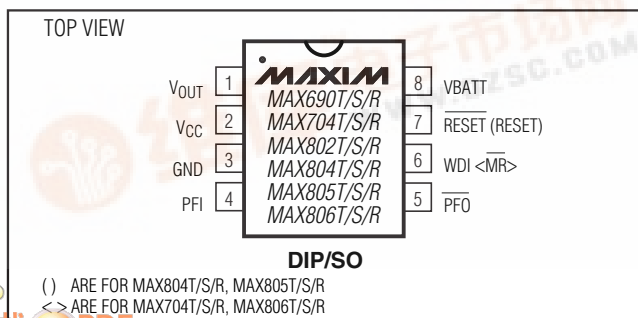 TOP VIEW
MAXIM
VOUT 1
8 VBATT
MAX690T/S/R
MAX704T/S/R
VCC 2
7 RESET (RESET)
MAX802T/S/R
GND 3
6 WDI <MR>
MAX804T/S/R
MAX805T/S/R
PFI 4
5 PFO
MAX806T/S/R
DIP/SO
( ) ARE FOR MAX804T/S/R, MAX805T/S/R
< > ARE FOR MAX704T/S/R, MAX806T/S/R